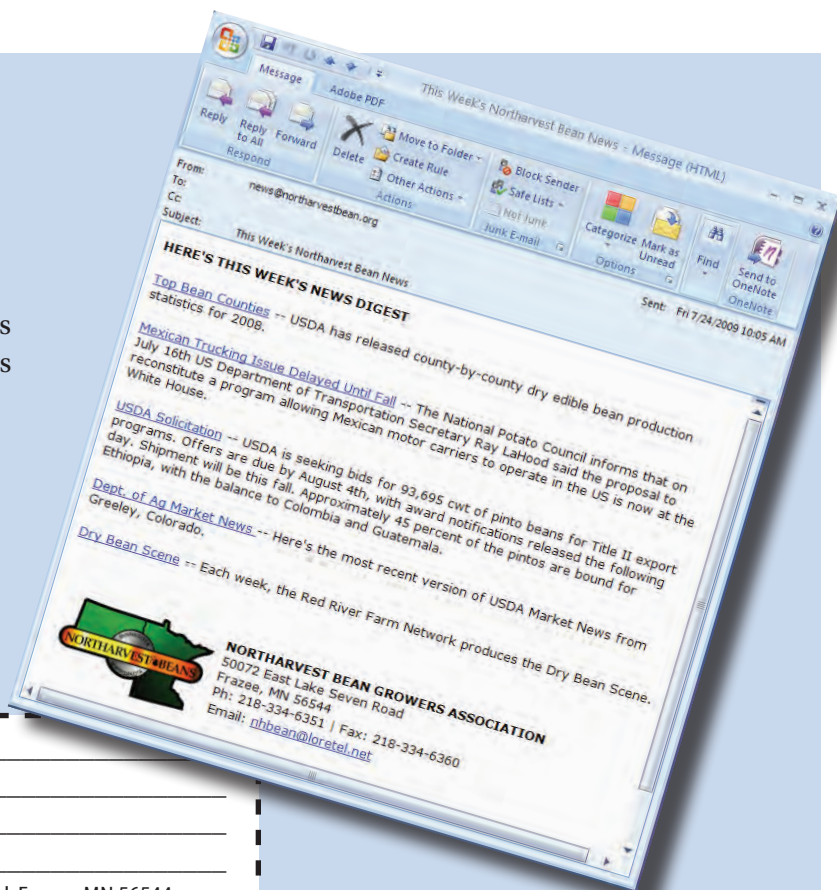 This Week's Northarvest Bean News - Message (HTML)
Message
Adobe PDF
Reply
Reply to All
Forward
Respond
Delete
Move to Folder
Create Rule
Other Actions
Actions
Block Sender
Safe Lists
Not Junk
Junk E-mail
Categorize
Mark as Unread
Options
Find
Send to OneNote
OneNote
From:
To: news@northarvestbean.org
Cc:
Subject: This Week's Northarvest Bean News
Sent: Fri 7/24/2009 10:05 AM
HERE'S THIS WEEK'S NEWS DIGEST
Top Bean Counties -- USDA has released county-by-county dry edible bean production
statistics for 2008.
Mexican Trucking Issue Delayed Until Fall -- The National Potato Council informs that on
July 16th US Department of Transportation Secretary Ray LaHood said the proposal to
reconstitute a program allowing Mexican motor carriers to operate in the US is now at the
White House.
USDA Solicitation -- USDA is seeking bids for 93,695 cwt of pinto beans for Title II export
programs. Offers are due by August 4th, with award notifications released the following
day. Shipment will be this fall. Approximately 45 percent of the pintos are bound for
Ethiopia, with the balance to Colombia and Guatemala.
Dept. of Ag Market News -- Here's the most recent version of USDA Market News from
Greeley, Colorado.
Dry Bean Scene -- Each week, the Red River Farm Network produces the Dry Bean Scene.
NORTHARVEST BEANS
NORTHARVEST BEAN GROWERS ASSOCIATION
50072 East Lake Seven Road
Frazee, MN 56544
Ph: 218-334-6351 | Fax: 218-334-6360
Email: nhbean@loretel.net
s
s
MN 56544